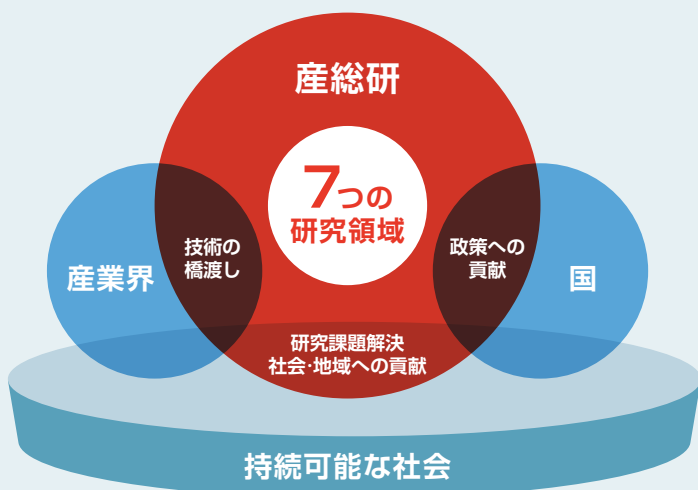 産総研
7つの
研究領域
技術の
橋渡し
政策への
貢献
産業界
国
研究課題解決
社会・地域への貢献
持続可能な社会